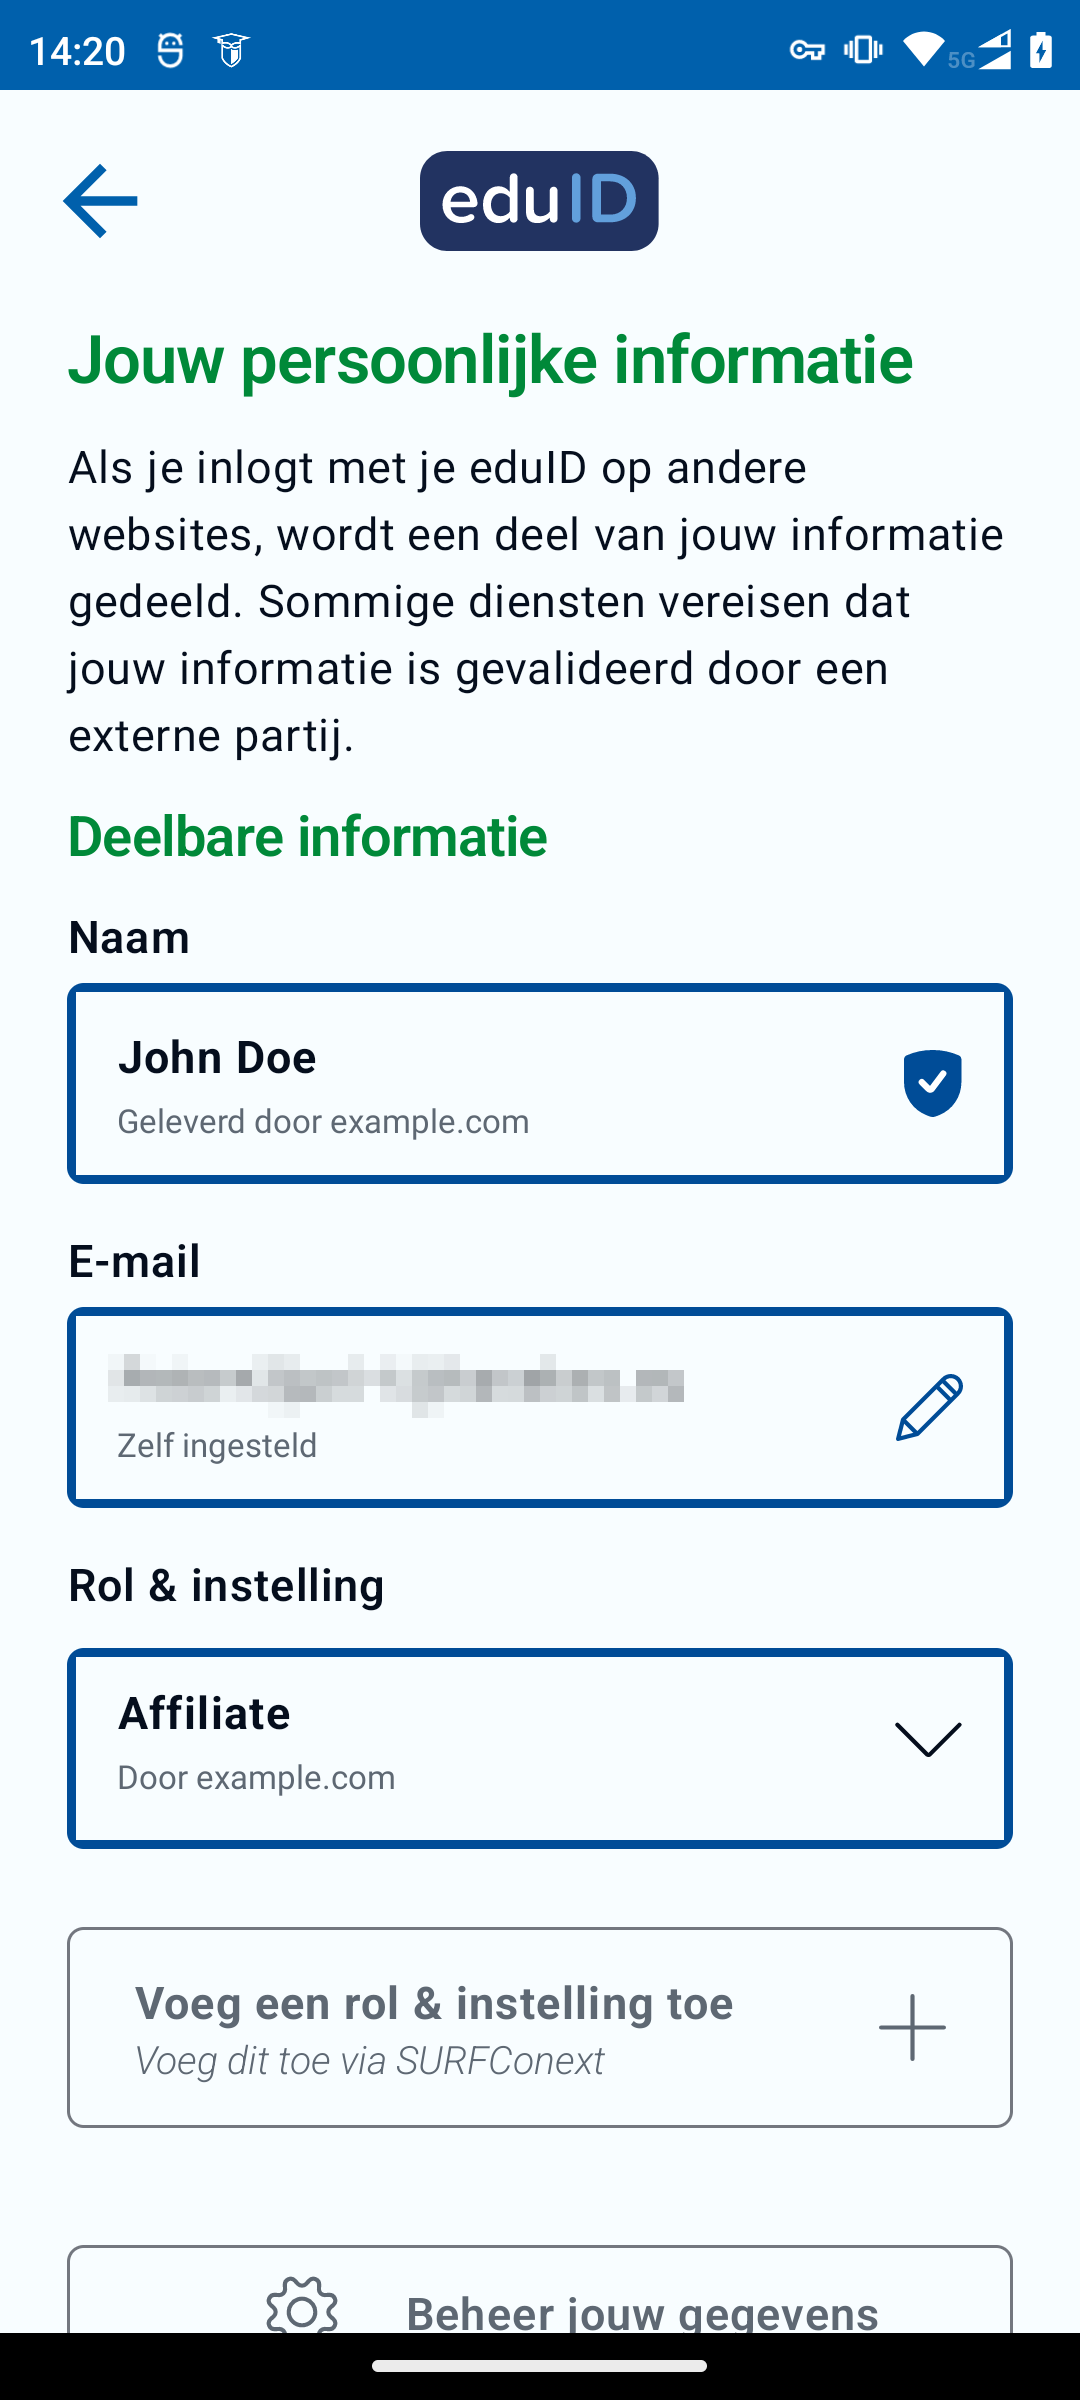 14:20
5G
eduID
Jouw persoonlijke informatie
Als je inlogt met je eduID op andere
websites, wordt een deel van jouw informatie
gedeeld. Sommige diensten vereisen dat
jouw informatie is gevalideerd door een
externe partij.
Deelbare informatie
Naam
John Doe
Geleverd door example.com
E-mail
Zelf ingesteld
Rol & instelling
Affiliate
Door example.com
Voeg een rol & instelling toe
Voeg dit toe via SURFConext
Beheer jouw gegevens